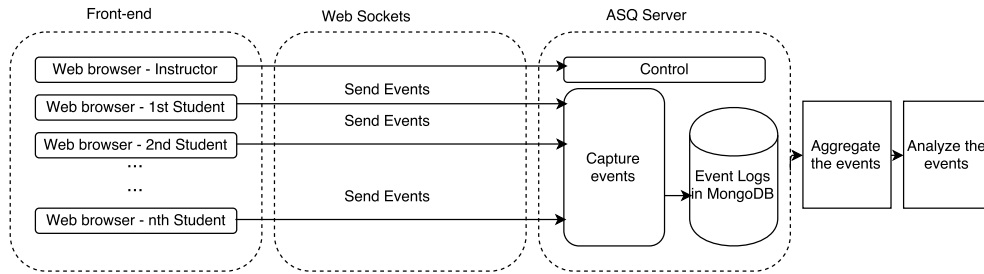 Front-end
Web Sockets
ASQ Server
Web browser - Instructor
Control
Send Events
Web browser - 1st Student
Send Events
Web browser - 2nd Student
...
...
Capture
events
Event Logs
in MongoDB
Aggregate
the events
Analyze the
events
Send Events
Web browser - nth Student